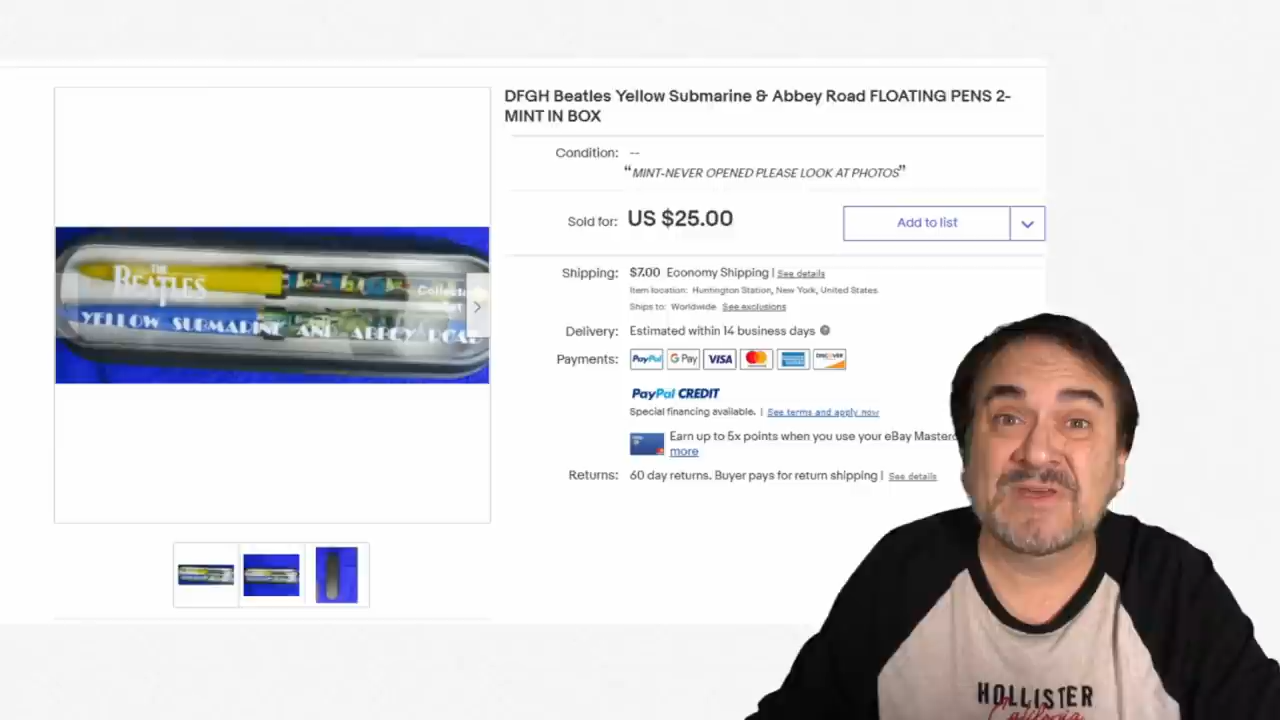 DFGH Beatles Yellow Submarine & Abbey Road FLOATING PENS 2-
MINT IN BOX
Condition: --
“MINT-NEVER OPENED PLEASE LOOK AT PHOTOS”
Sold for: US $25.00
Add to list
Shipping: $7.00 Economy Shipping | See details
Item location: Huntington Station, New York, United States
Ships to: Worldwide See exclusions
Delivery: Estimated within 14 business days
Payments: PayPal G Pay VISA MasterCard DISCOVER
PayPal CREDIT
Special financing available. | See terms and apply now
Earn up to 5x points when you use your eBay Masterc
more
Returns: 60 day returns. Buyer pays for return shipping | See details
THE
BEATLES
Collecto
YELLOW SUBMARINE AND ABBEY ROAD
HOLLISTER
California